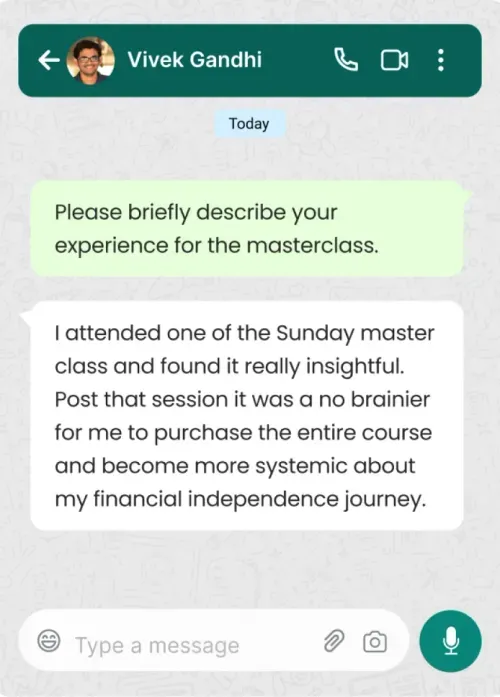 Vivek Gandhi
Today
Please briefly describe your
experience for the masterclass.
I attended one of the Sunday master
class and found it really insightful.
Post that session it was a no brainier
for me to purchase the entire course
and become more systemic about
my financial independence journey.
Type a message